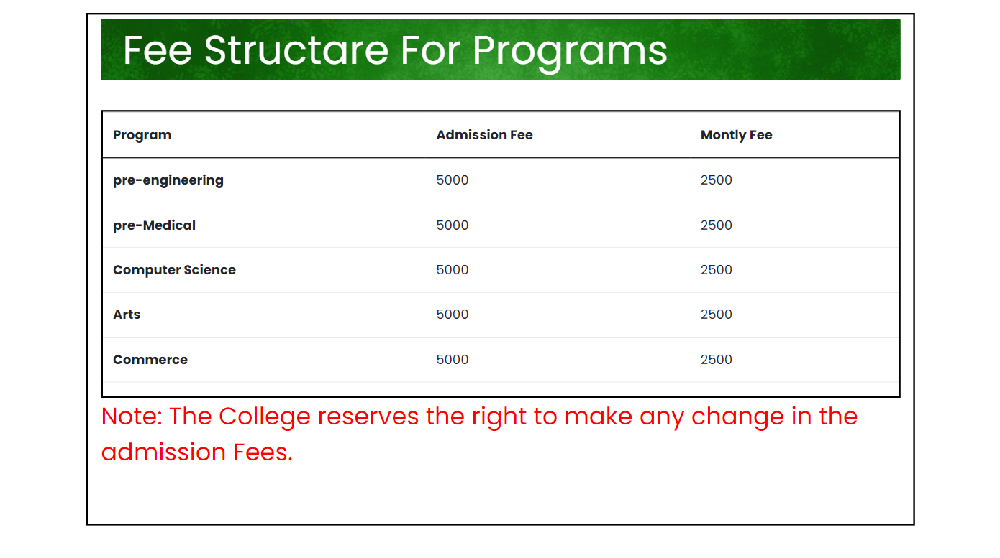 Fee Structare For Programs
Program Admission Fee Montly Fee
pre-engineering 5000 2500
pre-Medical 5000 2500
Computer Science 5000 2500
Arts 5000 2500
Commerce 5000 2500
Note: The College reserves the right to make any change in the
admission Fees.